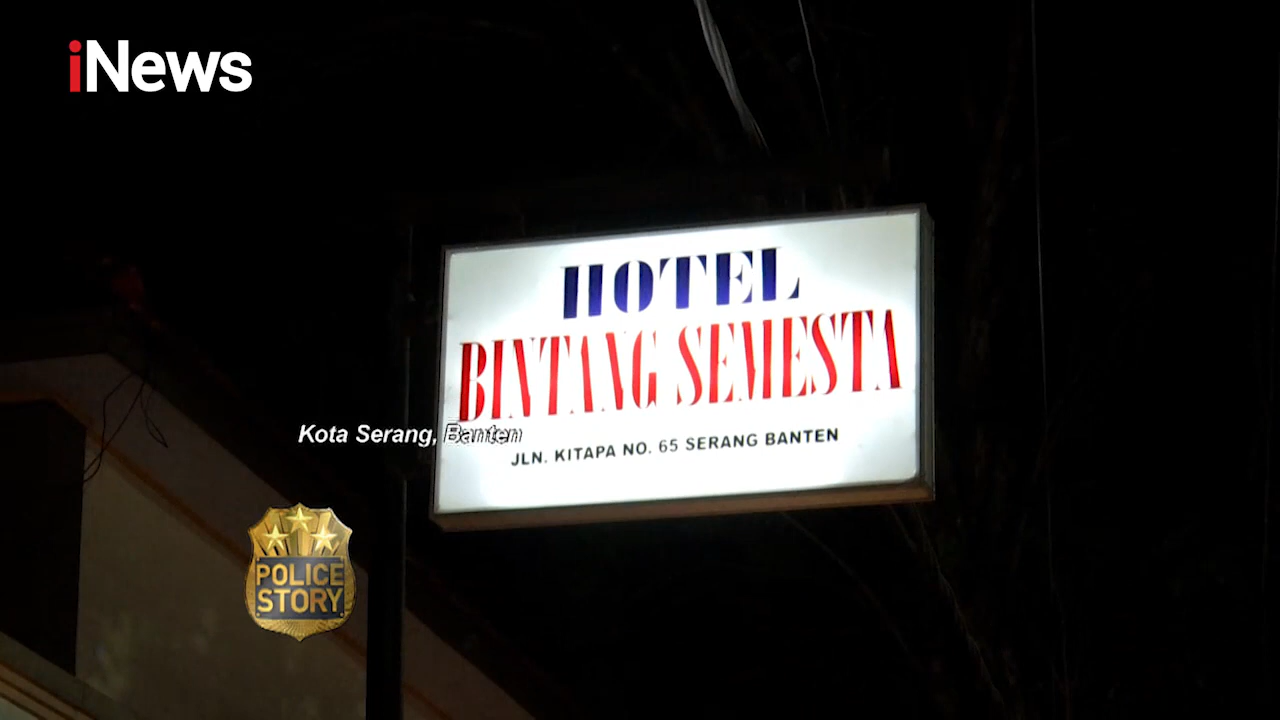 iNews
HOTEL
BINTANG SEMESTA
JLN. KITAPA NO. 65 SERANG BANTEN
Kota Serang, Banten
POLICE
STORY